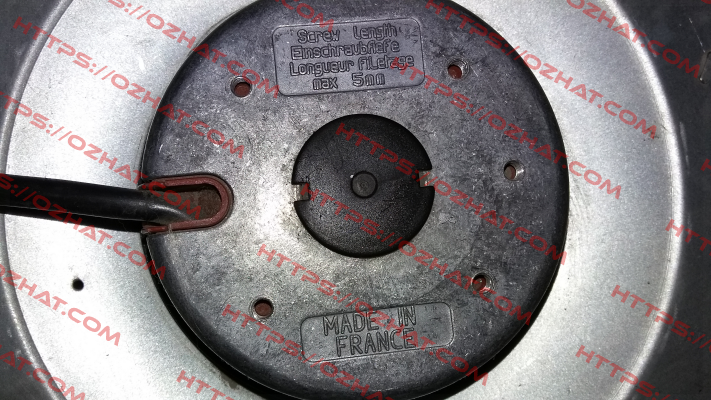 Screw length
Einschraubtiefe
Longueur filetage
max 5mm
MADE IN
FRANCE
HTTPS://OZHAT.COM